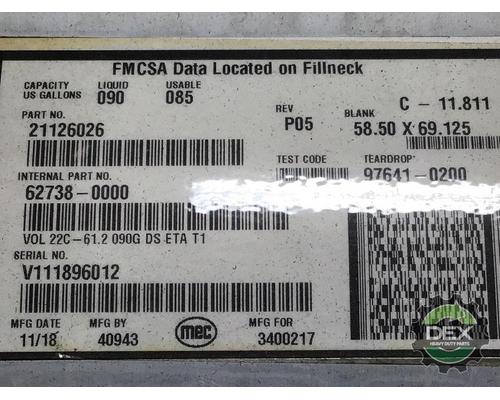 FMCSA Data Located on Fillneck
CAPACITY LIQUID USABLE
US GALLONS 090 085
C - 11.811
PART NO. REV BLANK
21126026 P05 58.50 X 69.125
TEST CODE TEARDROP
INTERNAL PART NO. 97641-0200
62738-0000
VOL 22C-61.2 090G DS ETA T1
SERIAL NO.
V111896012
MFG DATE MFG BY mec MFG FOR
11/18 40943 3400217
DEX
HEAVY DUTY PARTS